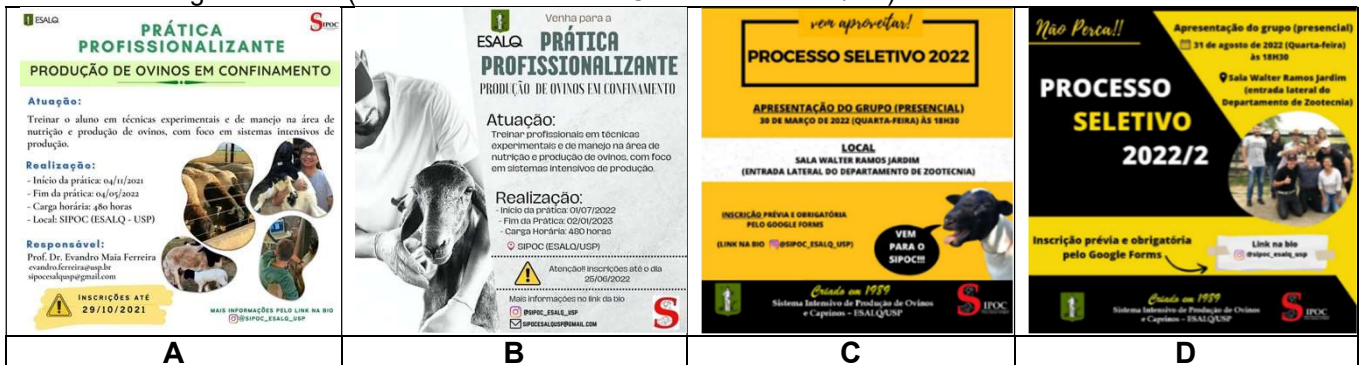 ESALQ
SIPOC
PRÁTICA
PROFISSIONALIZANTE
PRODUÇÃO DE OVINOS EM CONFINAMENTO
Atuação:
Treinar o aluno em técnicas experimentais e de manejo na área de
nutrição e produção de ovinos, com foco em sistemas intensivos de
produção.
Realização:
- Início da prática: 04/11/2021
- Fim da prática: 04/05/2022
- Carga horária: 480 horas
- Local: SIPOC (ESALQ - USP)
Responsável:
Prof. Dr. Evandro Maia Ferreira
evandro.ferreira@usp.br
sipocesalqusp@gmail.com
INSCRIÇÕES ATÉ
29/10/2021
MAIS INFORMAÇÕES PELO LINK NA BIO
@SIPOC_ESALQ_USP
A
ESALQ
Venha para a
PRÁTICA
PROFISSIONALIZANTE
PRODUÇÃO DE OVINOS EM CONFINAMENTO
Atuação:
Treinar profissionais em técnicas
experimentais e de manejo na área de
nutrição e produção de ovinos, com foco
em sistemas intensivos de produção.
Realização:
- Início da prática: 01/07/2022
- Fim da Prática: 02/01/2023
- Carga Horária: 480 horas
SIPOC (ESALQ/USP)
Atenção!! Inscrições até o dia
25/06/2022
Mais informações no link da bio
@SIPOC_ESALQ_USP
SIPOCESALQUSP@GMAIL.COM
S
B
vem aproveitar!
PROCESSO SELETIVO 2022
APRESENTAÇÃO DO GRUPO (PRESENCIAL)
30 DE MARÇO DE 2022 (QUARTA-FEIRA) ÀS 18H30
LOCAL
SALA WALTER RAMOS JARDIM
(ENTRADA LATERAL DO DEPARTAMENTO DE ZOOTECNIA)
INSCRIÇÃO PRÉVIA E OBRIGATÓRIA
PELO GOOGLE FORMS
(LINK NA BIO @SIPOC_ESALQ_USP)
VEM
PARA O
SIPOC!!!
Criado em 1989
Sistema Intensivo de Produção de Ovinos
e Caprinos - ESALQ/USP
SIPOC
C
Não Perca!!
Apresentação do grupo (presencial)
31 de agosto de 2022 (Quarta-feira)
às 18H30
Sala Walter Ramos Jardim
(entrada lateral do
Departamento de Zootecnia)
PROCESSO
SELETIVO
2022/2
Inscrição prévia e obrigatória
pelo Google Forms
Link na bio
@sipoc_esalq_usp
Criado em 1989
Sistema Intensivo de Produção de Ovinos
e Caprinos - ESALQ/USP
SIPOC
D